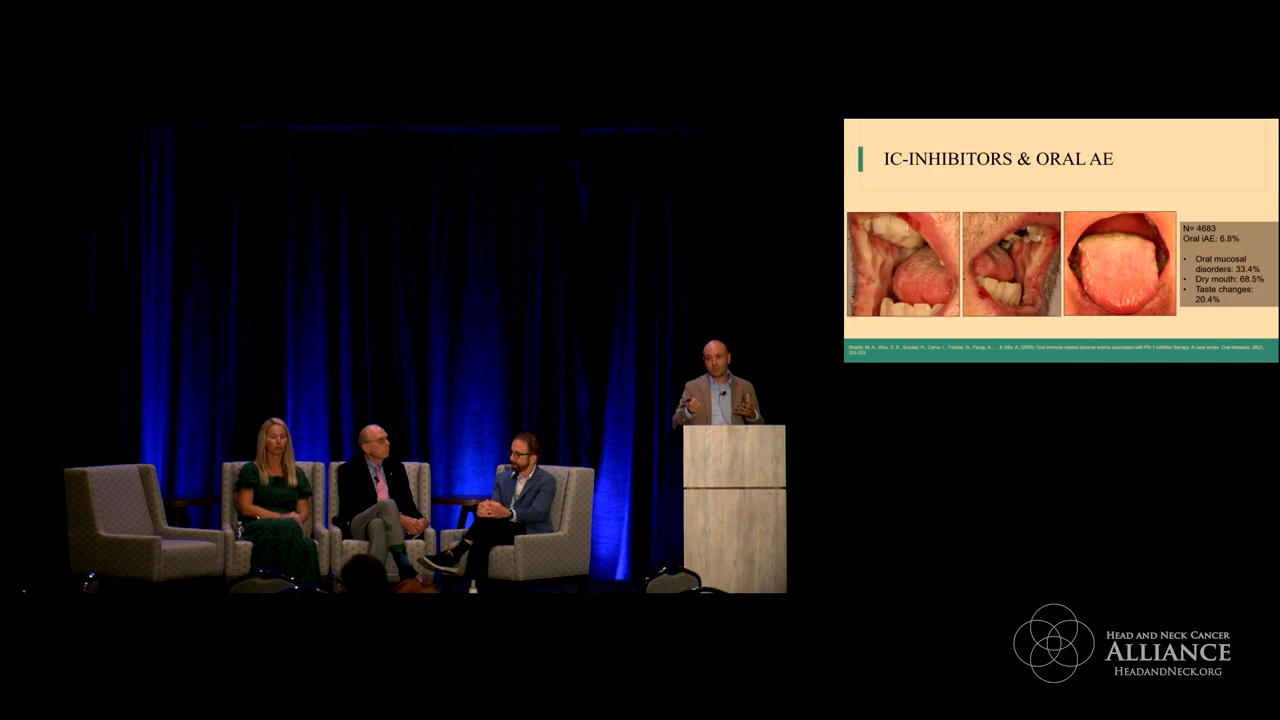 IC-INHIBITORS & ORAL AE
N= 4683
Oral iAE: 6.8%
• Oral mucosal
disorders: 33.4%
• Dry mouth: 68.5%
• Taste changes:
20.4%
HEAD AND NECK CANCER
ALLIANCE
HEADANDNECK.ORG